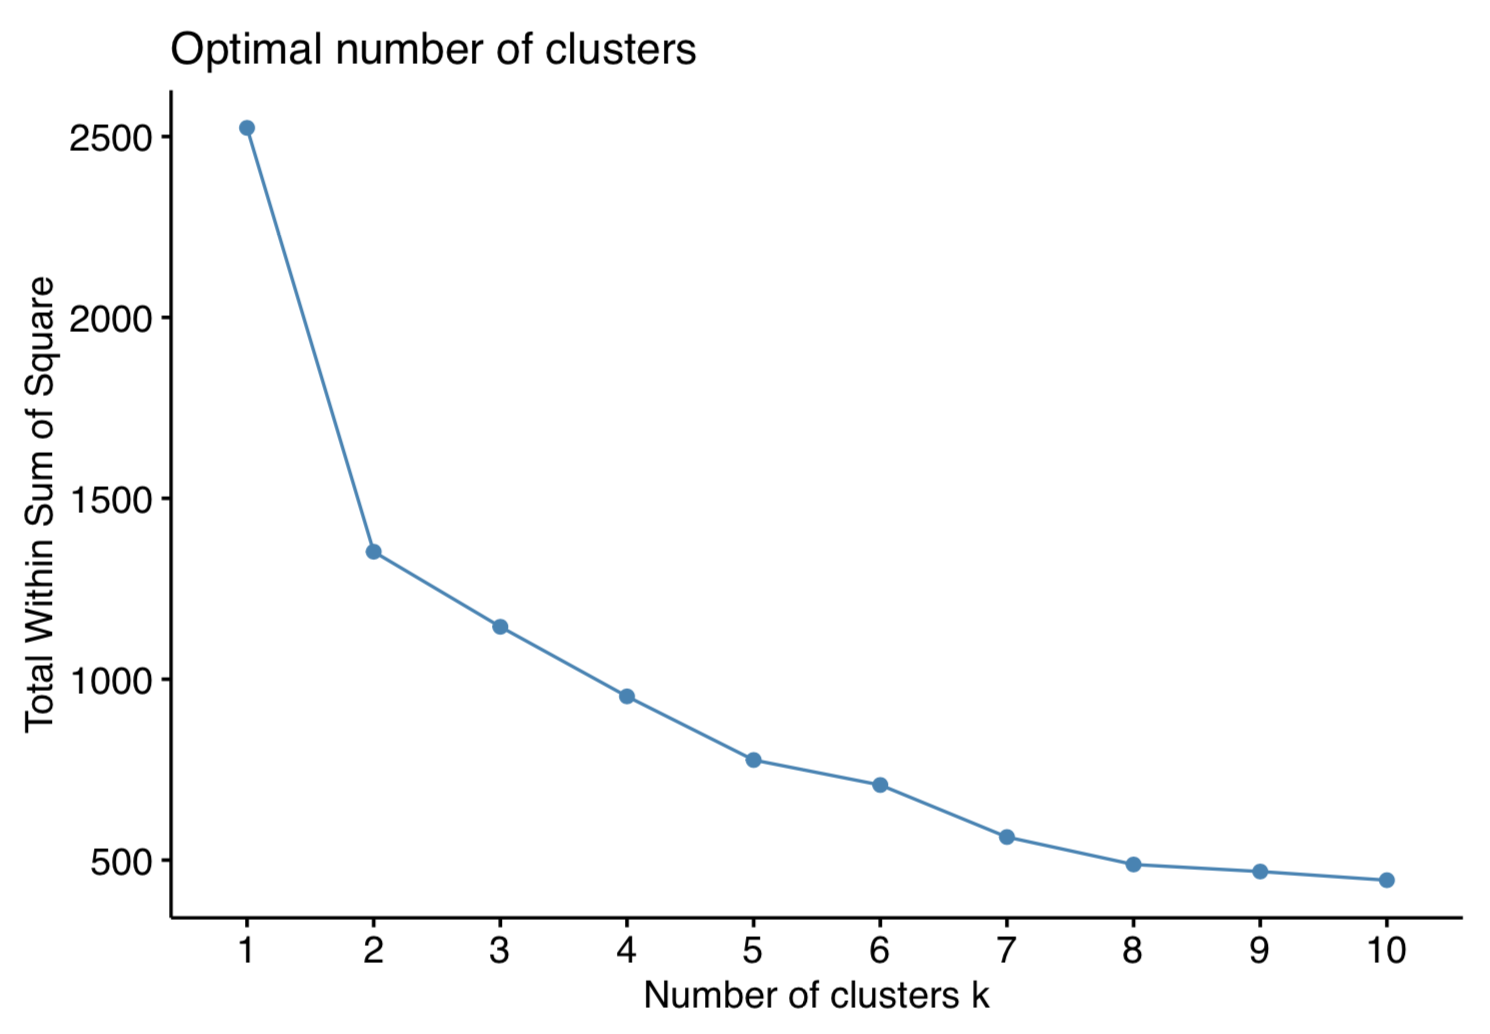 Optimal number of clusters
2500
2000
1500
1000
500
Total Within Sum of Square
1 2 3 4 5 6 7 8 9 10
Number of clusters k